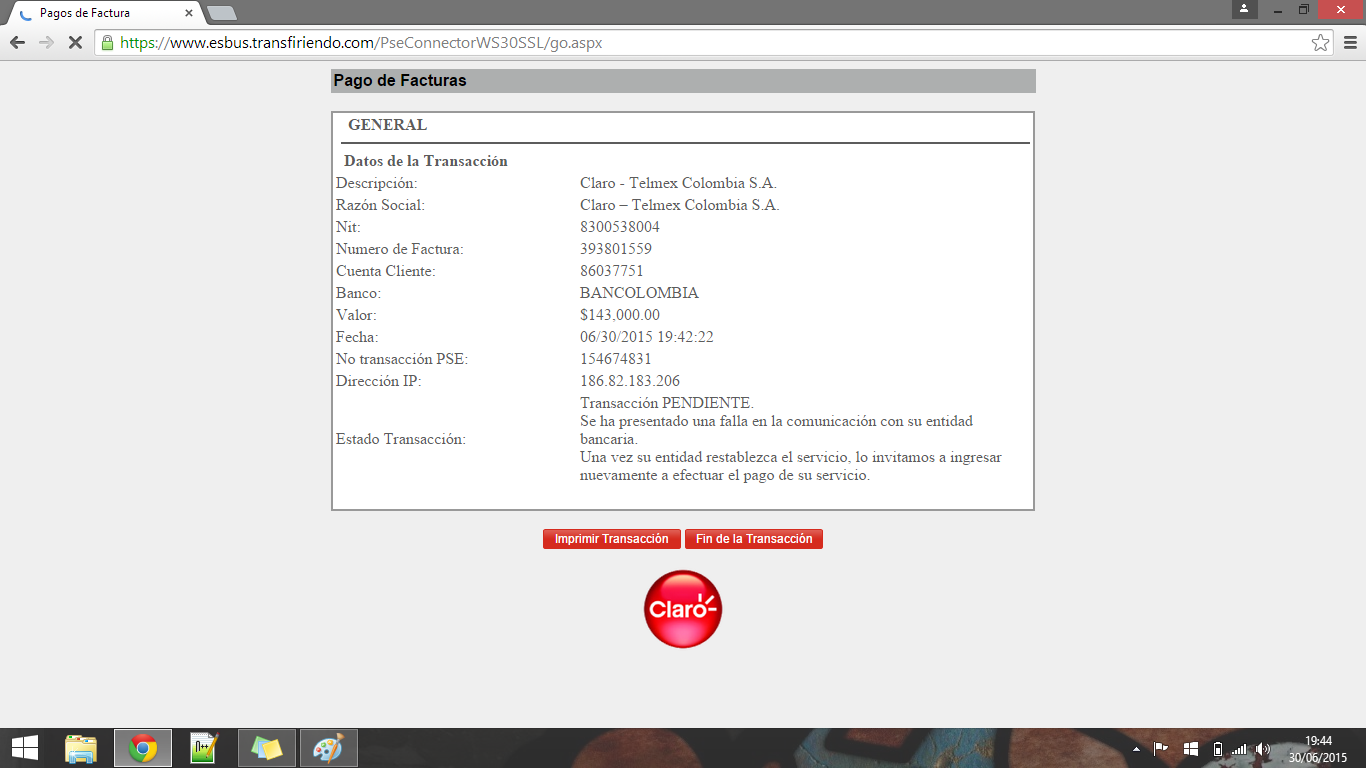 Pagos de Factura
https://www.esbus.transfiriendo.com/PseConnectorWS30SSL/go.aspx
Pago de Facturas
GENERAL
Datos de la Transacción
Descripción: Claro - Telmex Colombia S.A.
Razón Social: Claro – Telmex Colombia S.A.
Nit: 8300538004
Numero de Factura: 393801559
Cuenta Cliente: 86037751
Banco: BANCOLOMBIA
Valor: $143,000.00
Fecha: 06/30/2015 19:42:22
No transacción PSE: 154674831
Dirección IP: 186.82.183.206
Estado Transacción: Transacción PENDIENTE.
Se ha presentado una falla en la comunicación con su entidad
bancaria.
Una vez su entidad restablezca el servicio, lo invitamos a ingresar
nuevamente a efectuar el pago de su servicio.
Imprimir Transacción Fin de la Transacción
Claro
19:44
30/06/2015